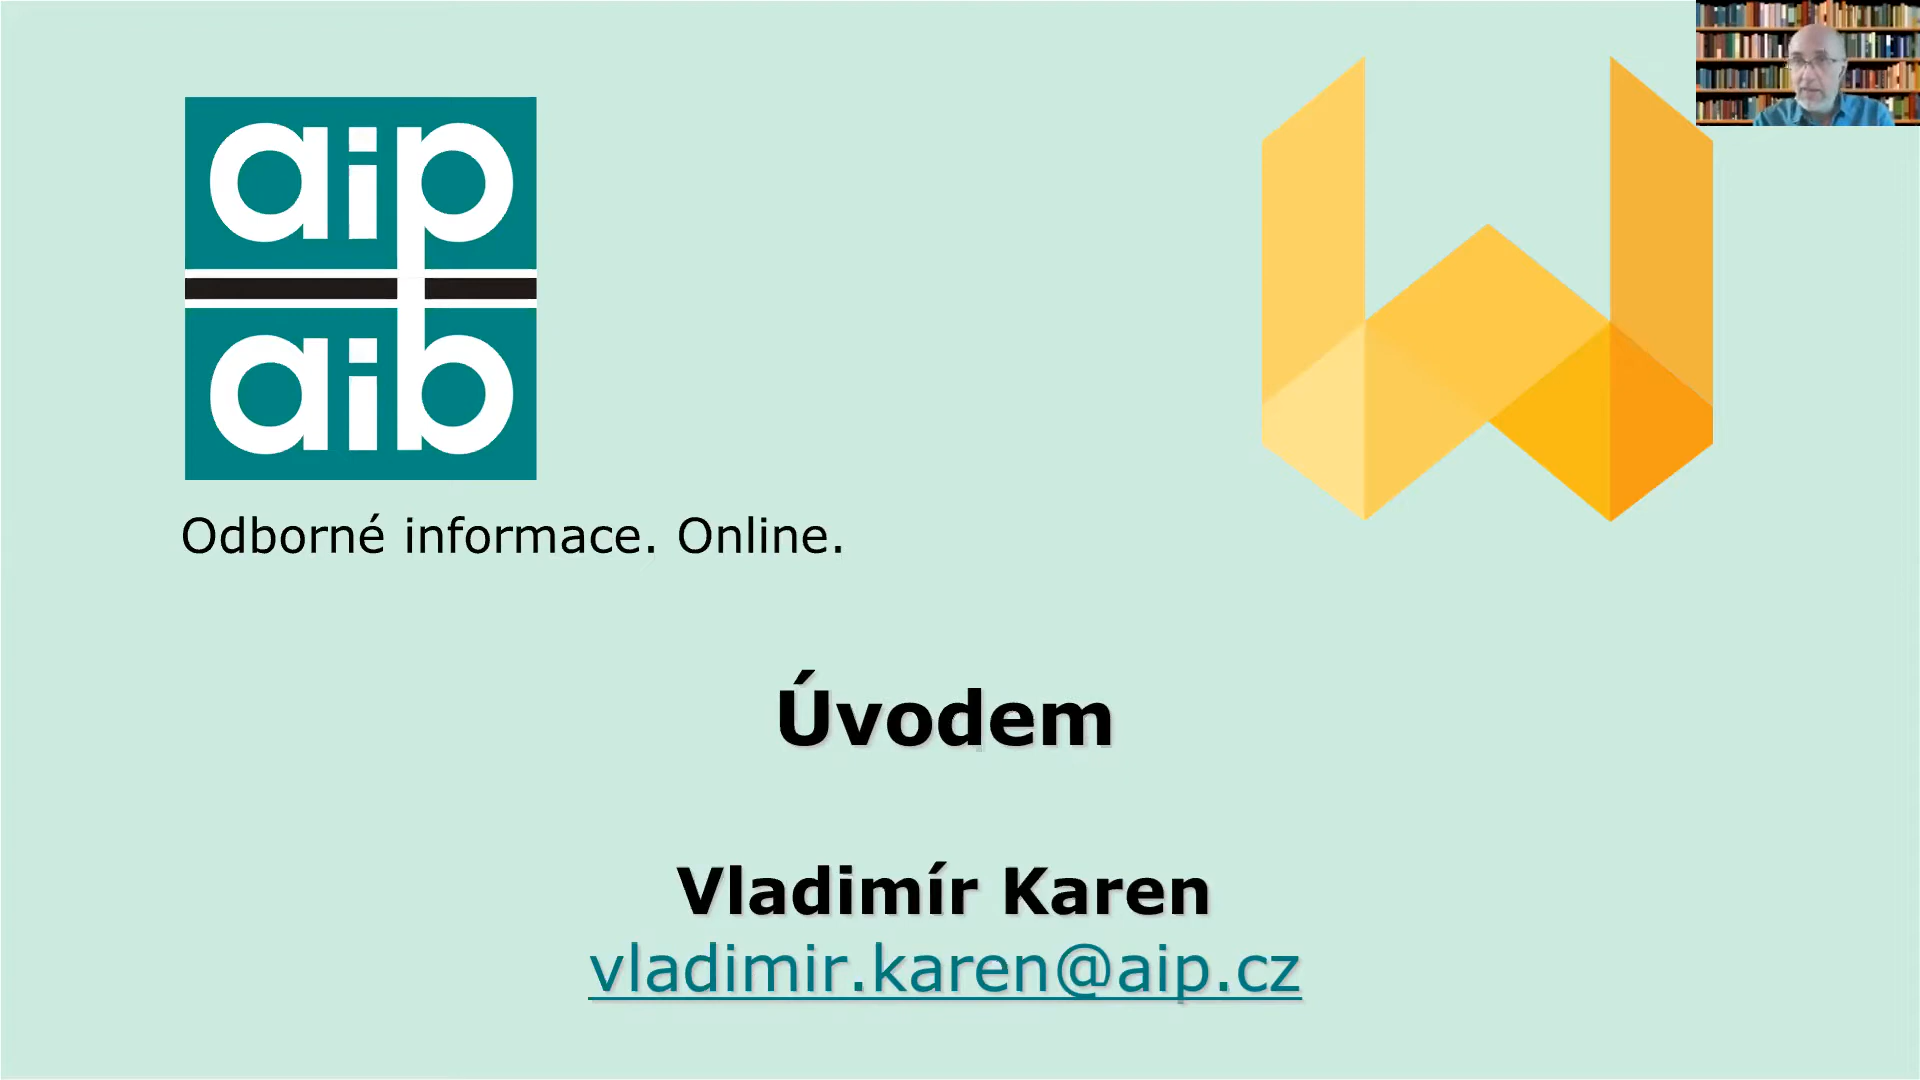 aip
aib
Odborné informace. Online.
Úvodem
Vladimír Karen
vladimir.karen@aip.cz